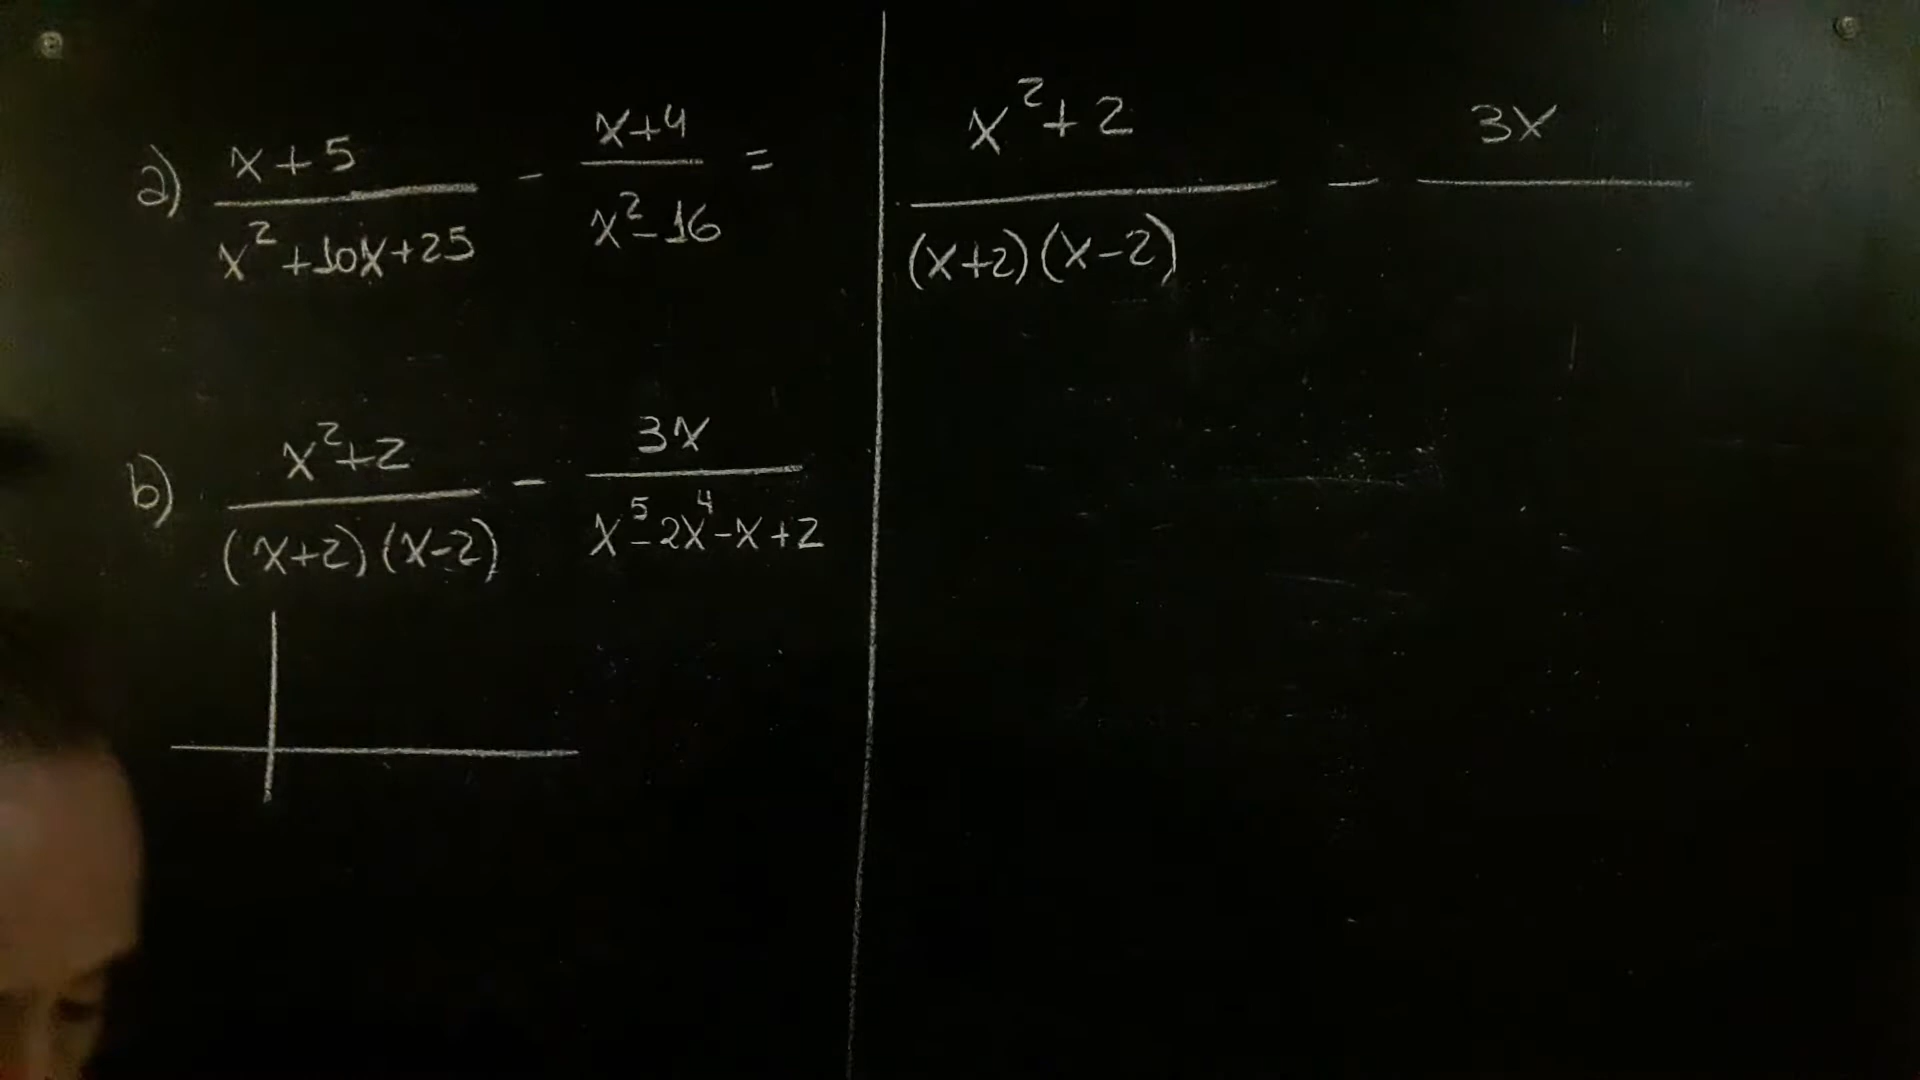 a) x+5 / x²+10x+25 - x+4 / x²-16 =
b) x²+2 / (x+2)(x-2) - 3x / x⁵-2x⁴-x+2
x²+2 / (x+2)(x-2) - 3x